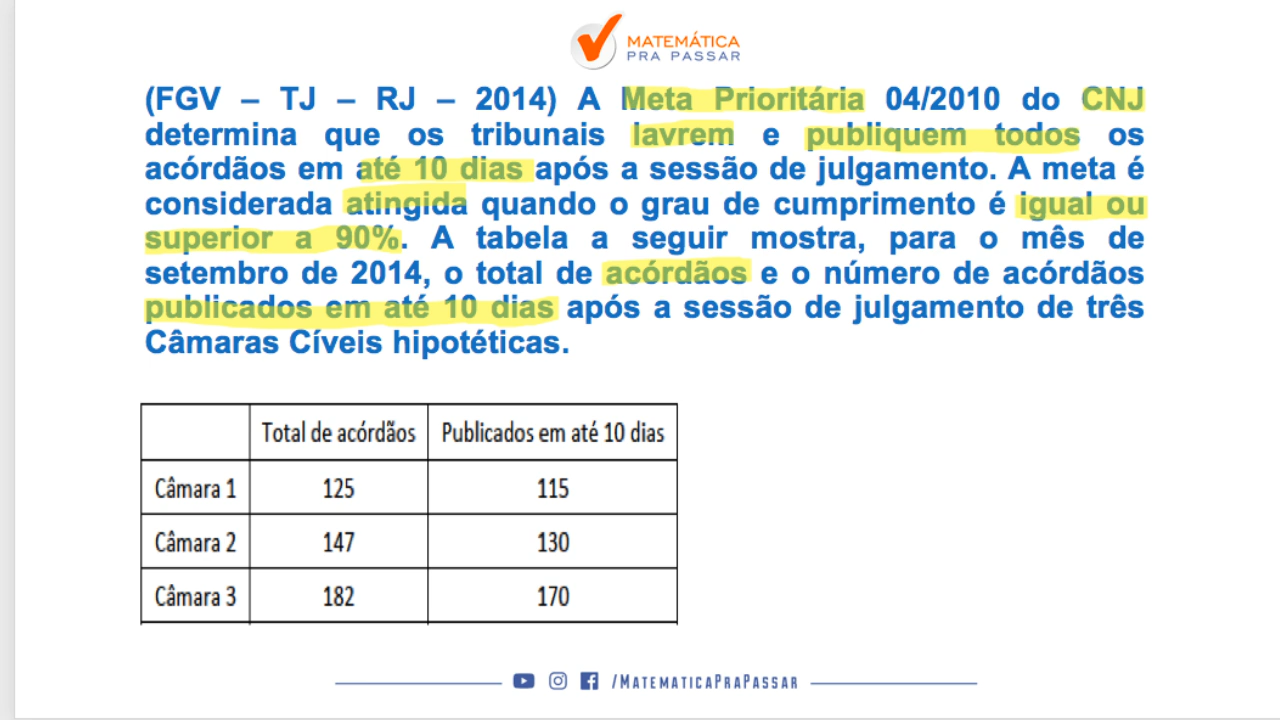 MATEMÁTICA
PRA PASSAR
(FGV – TJ – RJ – 2014) A Meta Prioritária 04/2010 do CNJ
determina que os tribunais lavrem e publiquem todos os
acórdãos em até 10 dias após a sessão de julgamento. A meta é
considerada atingida quando o grau de cumprimento é igual ou
superior a 90%. A tabela a seguir mostra, para o mês de
setembro de 2014, o total de acórdãos e o número de acórdãos
publicados em até 10 dias após a sessão de julgamento de três
Câmaras Cíveis hipotéticas.
Total de acórdãos Publicados em até 10 dias
Câmara 1 125 115
Câmara 2 147 130
Câmara 3 182 170
/MATEMATICAPRAPASSAR